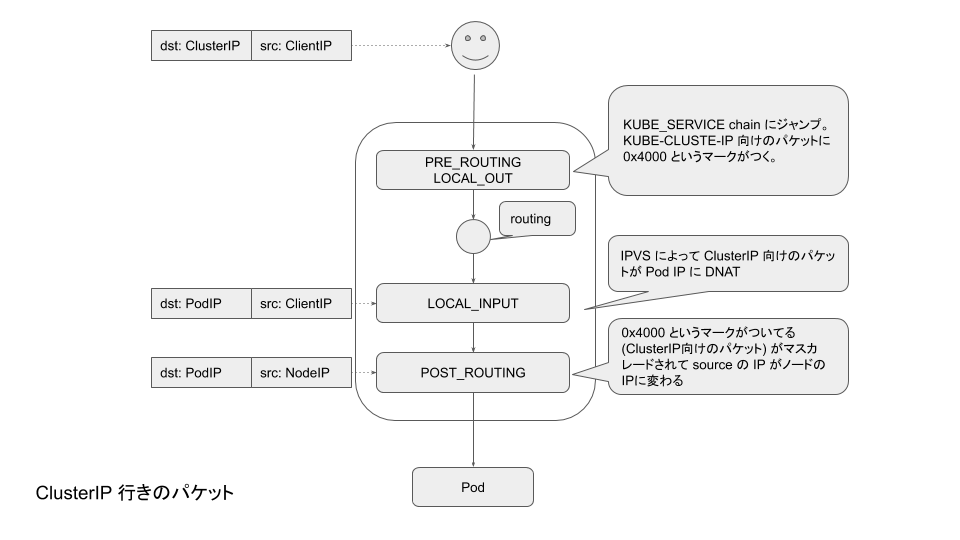 dst: ClusterIP src: ClientIP
KUBE_SERVICE chain にジャンプ。
KUBE-CLUSTE-IP 向けのパケットに
0x4000 というマークがつく。
PRE_ROUTING
LOCAL_OUT
routing
IPVS によって ClusterIP 向けのパケッ
トが Pod IP に DNAT
dst: PodIP src: ClientIP
LOCAL_INPUT
0x4000 というマークがついてる
(ClusterIP向けのパケット) がマスカ
レードされて source の IP がノードの
IPに変わる
dst: PodIP src: NodeIP
POST_ROUTING
Pod
ClusterIP 行きのパケット